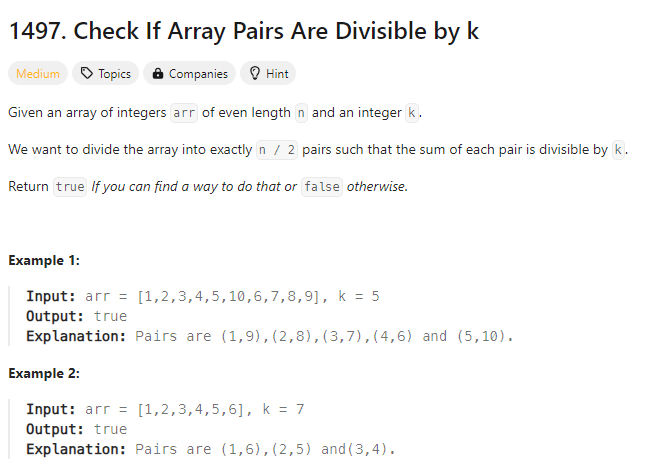 1497. Check If Array Pairs Are Divisible by k
Medium Topics Companies Hint
Given an array of integers arr of even length n and an integer k.
We want to divide the array into exactly n / 2 pairs such that the sum of each pair is divisible by k.
Return true If you can find a way to do that or false otherwise.
Example 1:
Input: arr = [1,2,3,4,5,10,6,7,8,9], k = 5
Output: true
Explanation: Pairs are (1,9),(2,8),(3,7),(4,6) and (5,10).
Example 2:
Input: arr = [1,2,3,4,5,6], k = 7
Output: true
Explanation: Pairs are (1,6),(2,5) and(3,4).